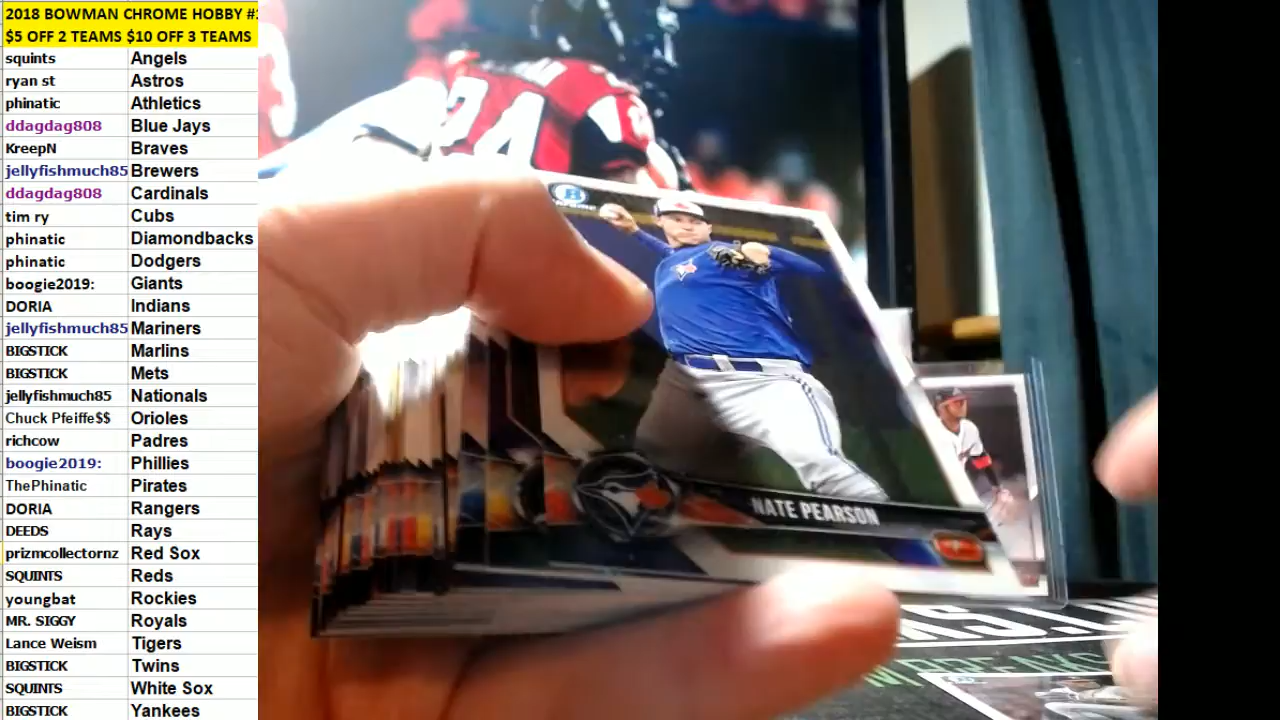 2018 BOWMAN CHROME HOBBY #
$5 OFF 2 TEAMS $10 OFF 3 TEAMS
squints Angels
ryan st Astros
phinatic Athletics
ddagdag808 Blue Jays
KreepN Braves
jellyfishmuch85 Brewers
ddagdag808 Cardinals
tim ry Cubs
phinatic Diamondbacks
phinatic Dodgers
boogie2019: Giants
DORIA Indians
jellyfishmuch85 Mariners
BIGSTICK Marlins
BIGSTICK Mets
jellyfishmuch85 Nationals
Chuck Pfeiffe$$ Orioles
richcow Padres
boogie2019: Phillies
ThePhinatic Pirates
DORIA Rangers
DEEDS Rays
prizmcollectornz Red Sox
SQUINTS Reds
youngbat Rockies
MR. SIGGY Royals
Lance Weism Tigers
BIGSTICK Twins
SQUINTS White Sox
BIGSTICK Yankees
24
B
CHROME
NATE PEARSON